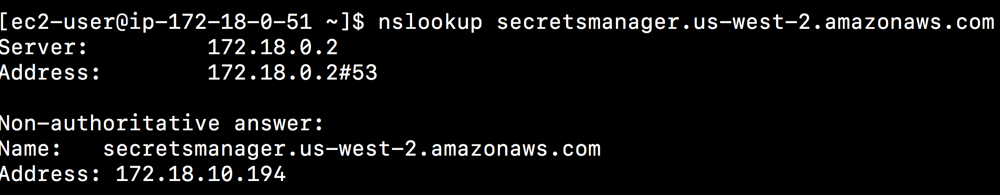 [ec2-user@ip-172-18-0-51 ~]$ nslookup secretsmanager.us-west-2.amazonaws.com
Server:         172.18.0.2
Address:        172.18.0.2#53

Non-authoritative answer:
Name:   secretsmanager.us-west-2.amazonaws.com
Address: 172.18.10.194